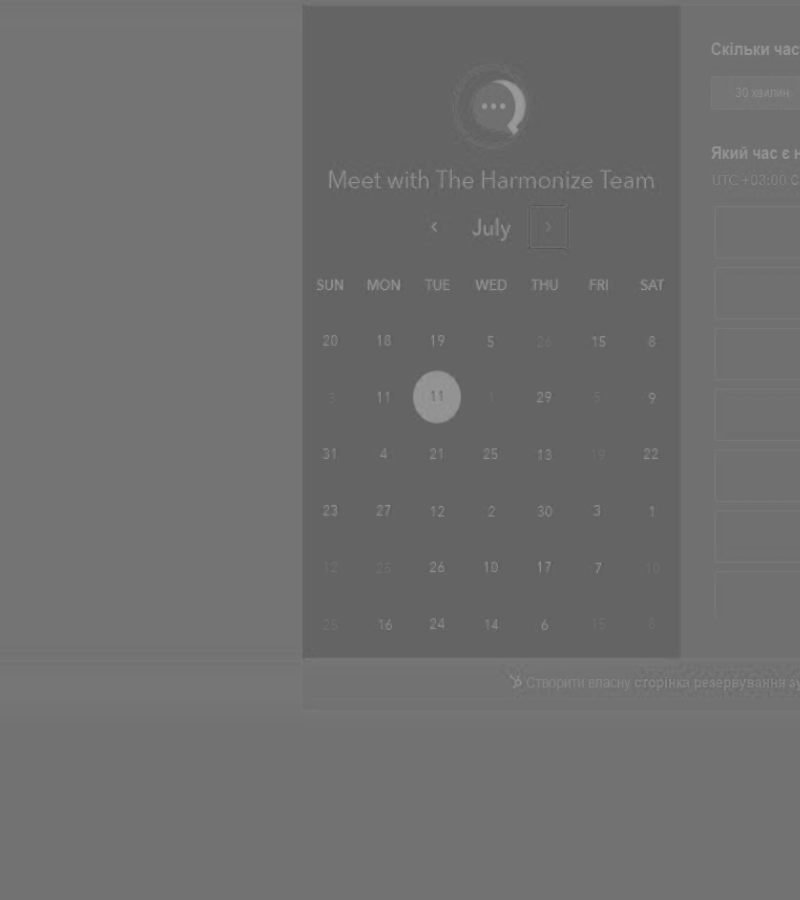 Скільки час
30 хвилин
Meet with The Harmonize Team
Який час є н
UTC +03:00 С
July
SUN MON TUE WED THU FRI SAT
20 18 19 5 26 15 8
3 11 11 1 29 5 9
31 4 21 25 13 19 22
23 27 12 2 30 3 1
12 26 10 17 7 10
25 16 24 14 6 15
Створити власну сторінка резервування зу